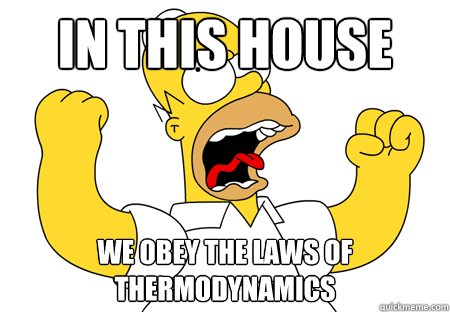 IN THIS HOUSE
WE OBEY THE LAWS OF
THERMODYNAMICS
quickmeme.com